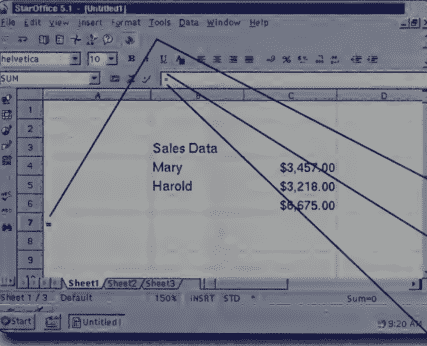 StarOffice 5.1 - [Untitled1]
File Edit View Insert Format Tools Data Window Help
helvetica 10 B U A
SUM =
A B C D
1
2
3 Sales Data
4 Mary $3,457.00
5 Harold $3,218.00
6 $6,675.00
7 =
8
9
Sheet1 Sheet2 Sheet3
Sheet 1 / 3 Default 150% INSRT STD * Sum=0
Start Untitled1 9:20 AM